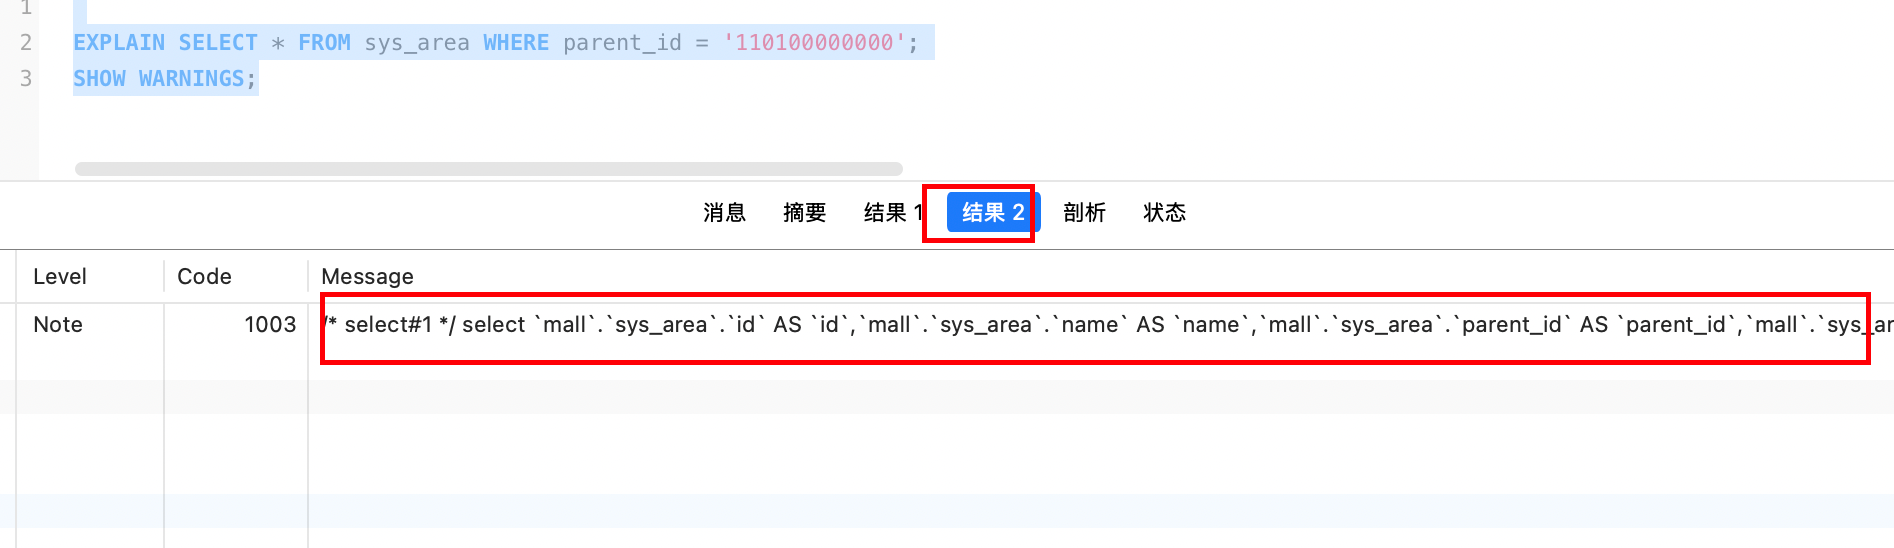 1
2 EXPLAIN SELECT * FROM sys_area WHERE parent_id = '110100000000';
3 SHOW WARNINGS;
消息 摘要 结果 1 结果 2 剖析 状态
Level Code Message
Note 1003 /* select#1 */ select `mall`.`sys_area`.`id` AS `id`,`mall`.`sys_area`.`name` AS `name`,`mall`.`sys_area`.`parent_id` AS `parent_id`,`mall`.`sys_ar